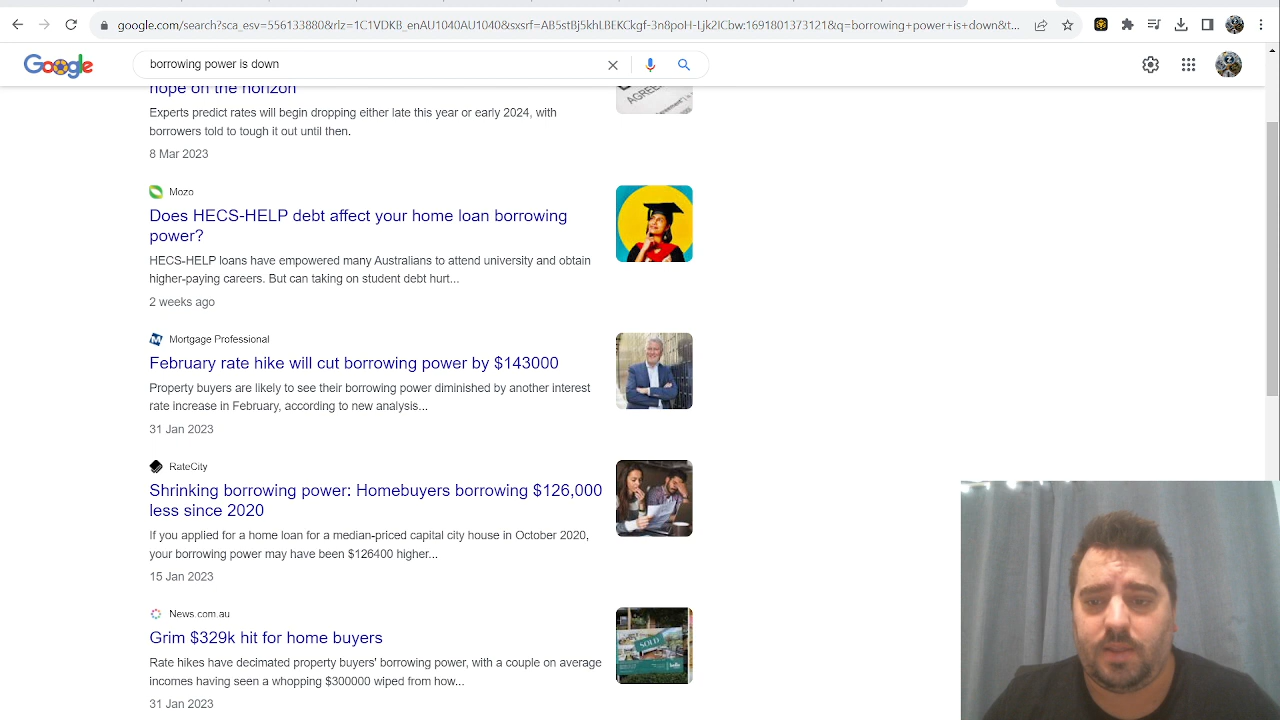 google.com/search?sca_esv=556133880&rlz=1C1VDKB_enAU1040AU1040&sxsrf=AB5stBj5khLBEKCkgf-3n8poH-Ljk2ICbw:1691801373121&q=borrowing+power+is+down&t...
Google
borrowing power is down
hope on the horizon
Experts predict rates will begin dropping either late this year or early 2024, with
borrowers told to tough it out until then.
AGREE
8 Mar 2023
Mozo
Does HECS-HELP debt affect your home loan borrowing
power?
HECS-HELP loans have empowered many Australians to attend university and obtain
higher-paying careers. But can taking on student debt hurt...
2 weeks ago
Mortgage Professional
February rate hike will cut borrowing power by $143000
Property buyers are likely to see their borrowing power diminished by another interest
rate increase in February, according to new analysis...
31 Jan 2023
RateCity
Shrinking borrowing power: Homebuyers borrowing $126,000
less since 2020
If you applied for a home loan for a median-priced capital city house in October 2020,
your borrowing power may have been $126400 higher...
15 Jan 2023
News.com.au
Grim $329k hit for home buyers
Rate hikes have decimated property buyers' borrowing power, with a couple on average
incomes having seen a whopping $300000 wiped from how...
SOLD
31 Jan 2023